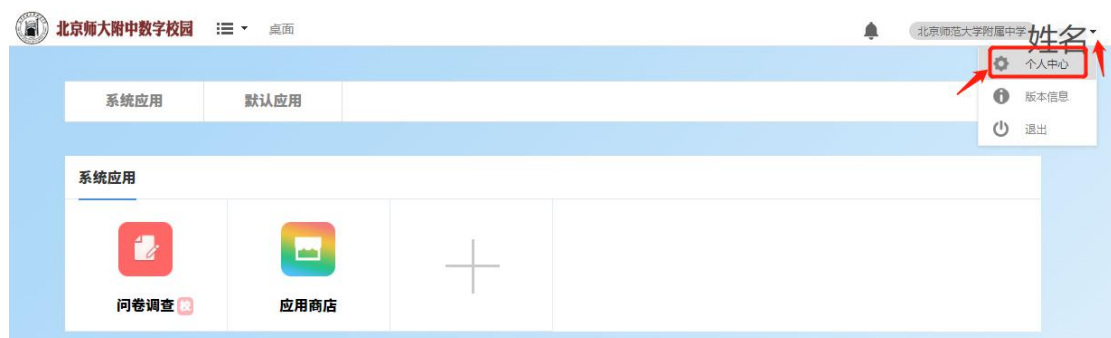 北京师大附中数字校园 桌面 北京师范大学附属中学 姓名
个人中心
版本信息
退出
系统应用 默认应用
系统应用
问卷调查 校 应用商店